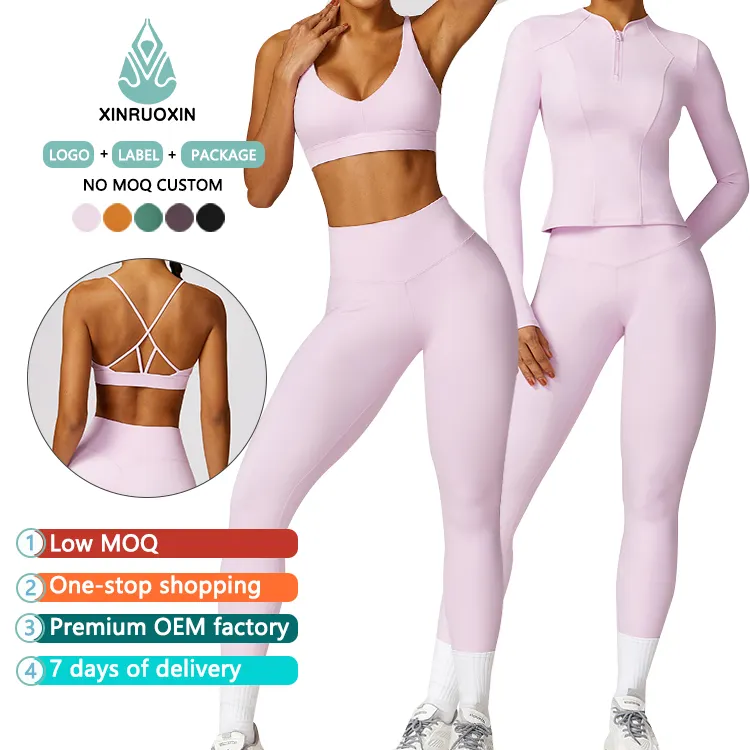 XINRUOXIN
LOGO + LABEL + PACKAGE
NO MOQ CUSTOM
1 Low MOQ
2 One-stop shopping
3 Premium OEM factory
4 7 days of delivery